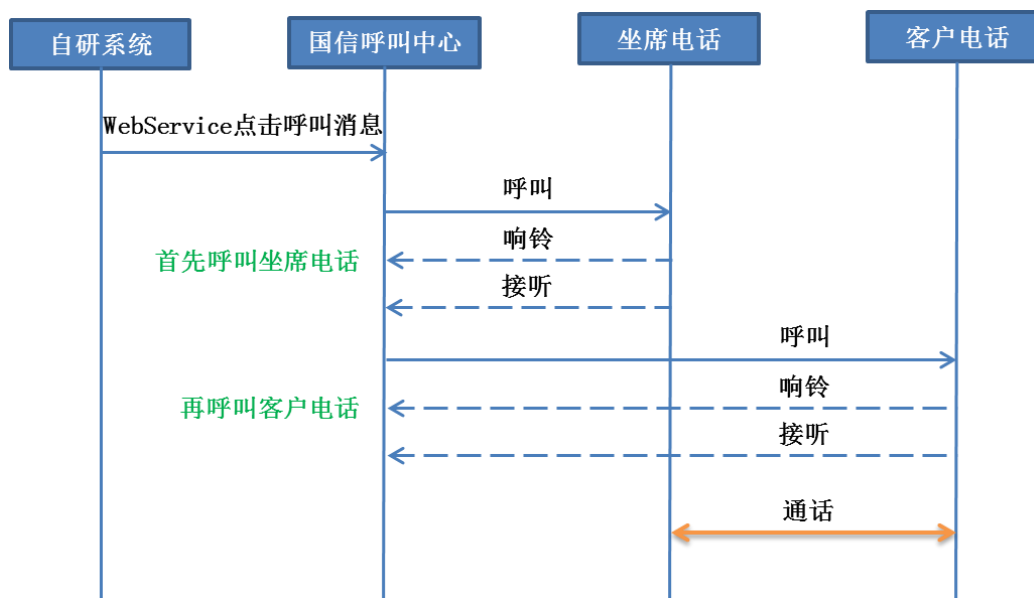 自研系统
国信呼叫中心
坐席电话
客户电话
WebService点击呼叫消息
呼叫
响铃
首先呼叫坐席电话
接听
呼叫
响铃
再呼叫客户电话
接听
通话